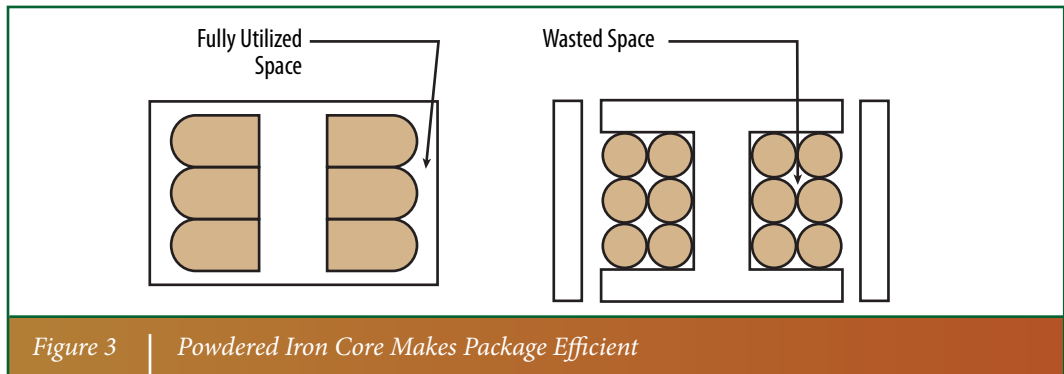 Fully Utilized
Space
Wasted Space
Figure 3 | Powdered Iron Core Makes Package Efficient